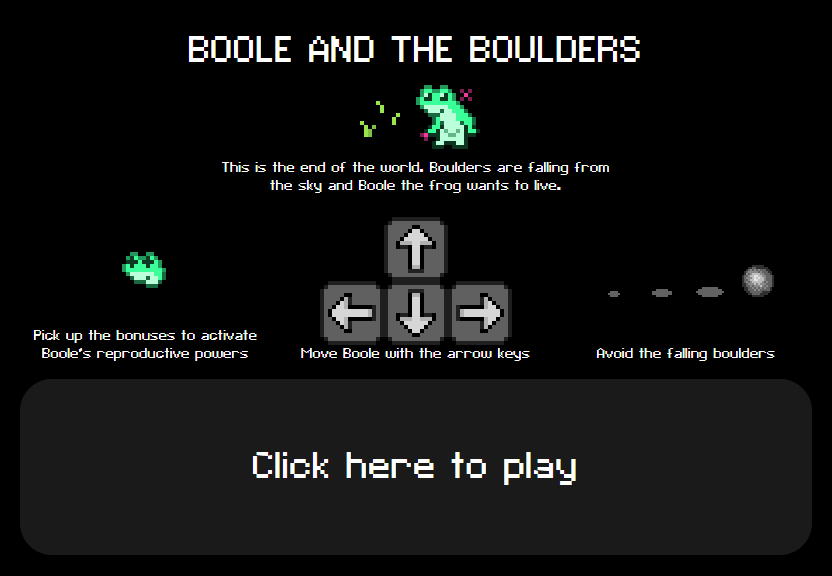 BOOLE AND THE BOULDERS
This is the end of the world. Boulders are falling from
the sky and Boole the frog wants to live.
Pick up the bonuses to activate
Boole's reproductive powers
Move Boole with the arrow keys
Avoid the falling boulders
Click here to play